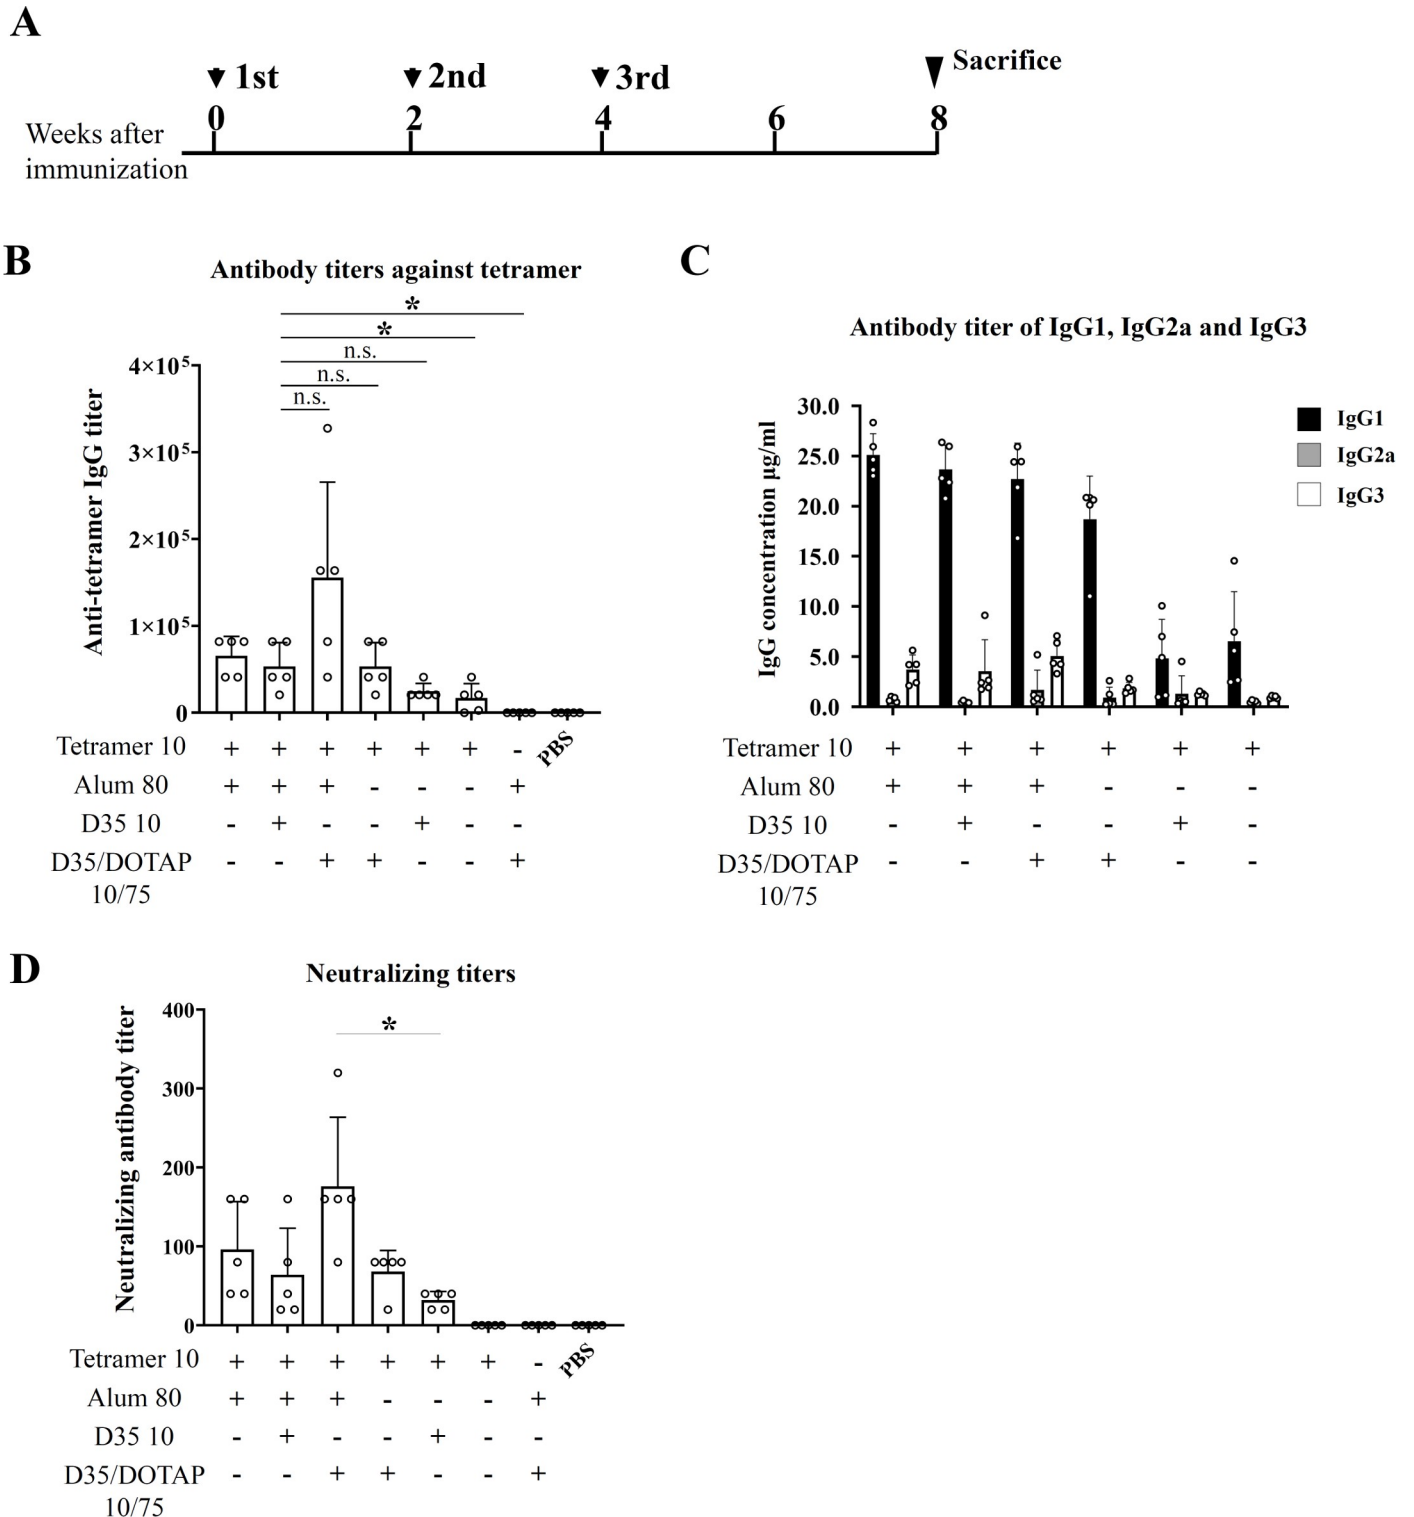 A
1st 2nd 3rd Sacrifice
0 2 4 6 8
Weeks after
immunization
B
Antibody titers against tetramer
*
*
n.s.
n.s.
n.s.
Anti-tetramer IgG titer
4×10⁵
3×10⁵
2×10⁵
1×10⁵
0
Tetramer 10 + + + + + + - PBS
Alum 80 + + + - - - +
D35 10 - + - - + - -
D35/DOTAP - - + + - - +
10/75
C
Antibody titer of IgG1, IgG2a and IgG3
IgG concentration µg/ml
30.0
25.0
20.0
15.0
10.0
5.0
0.0
IgG1
IgG2a
IgG3
Tetramer 10 + + + + + +
Alum 80 + + + - - -
D35 10 - + - - + -
D35/DOTAP - - + + - -
10/75
D
Neutralizing titers
*
Neutralizing antibody titer
400
300
200
100
0
Tetramer 10 + + + + + + - PBS
Alum 80 + + + - - - +
D35 10 - + - - + - -
D35/DOTAP - - + + - - +
10/75